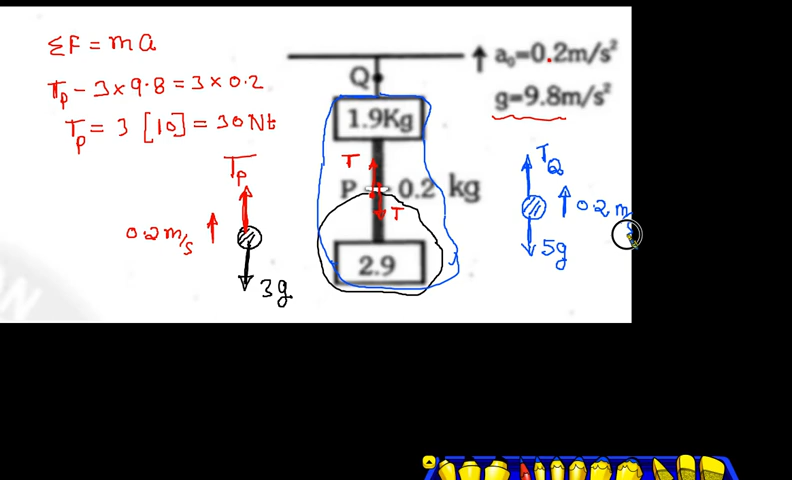 ΣF = ma
Tp - 3 × 9.8 = 3 × 0.2
Tp = 3 [10] = 30 Nt
a₀=0.2m/s²
g=9.8m/s²
Q
1.9Kg
T
P 0.2 kg
T
2.9
Tp
0.2 m/s
3g
TQ
0.2 m
5g